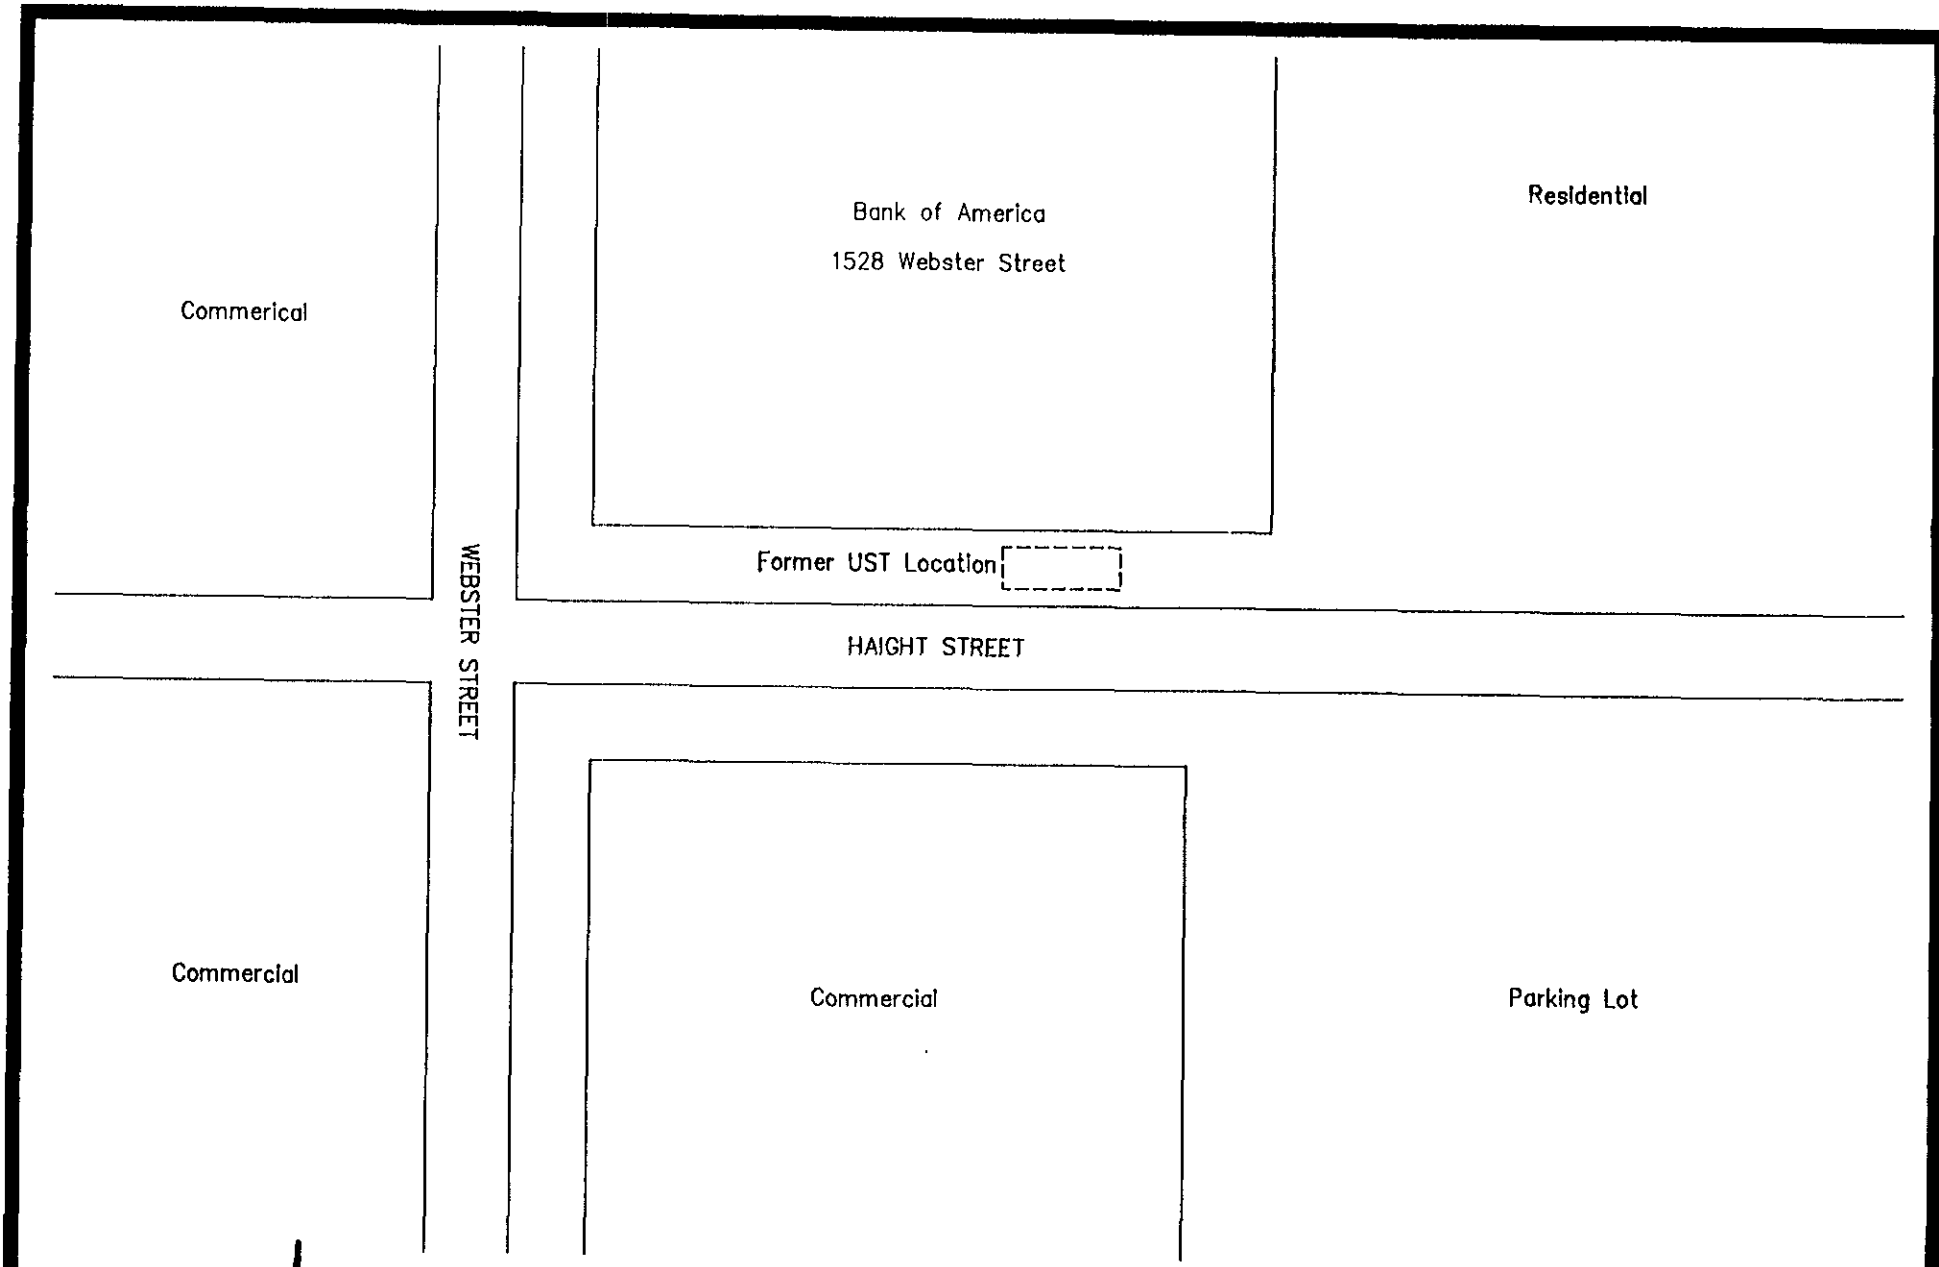 Bank of America
1528 Webster Street
Residential
Commerical
Former UST Location
WEBSTER STREET
HAIGHT STREET
Commercial
Commercial
Parking Lot